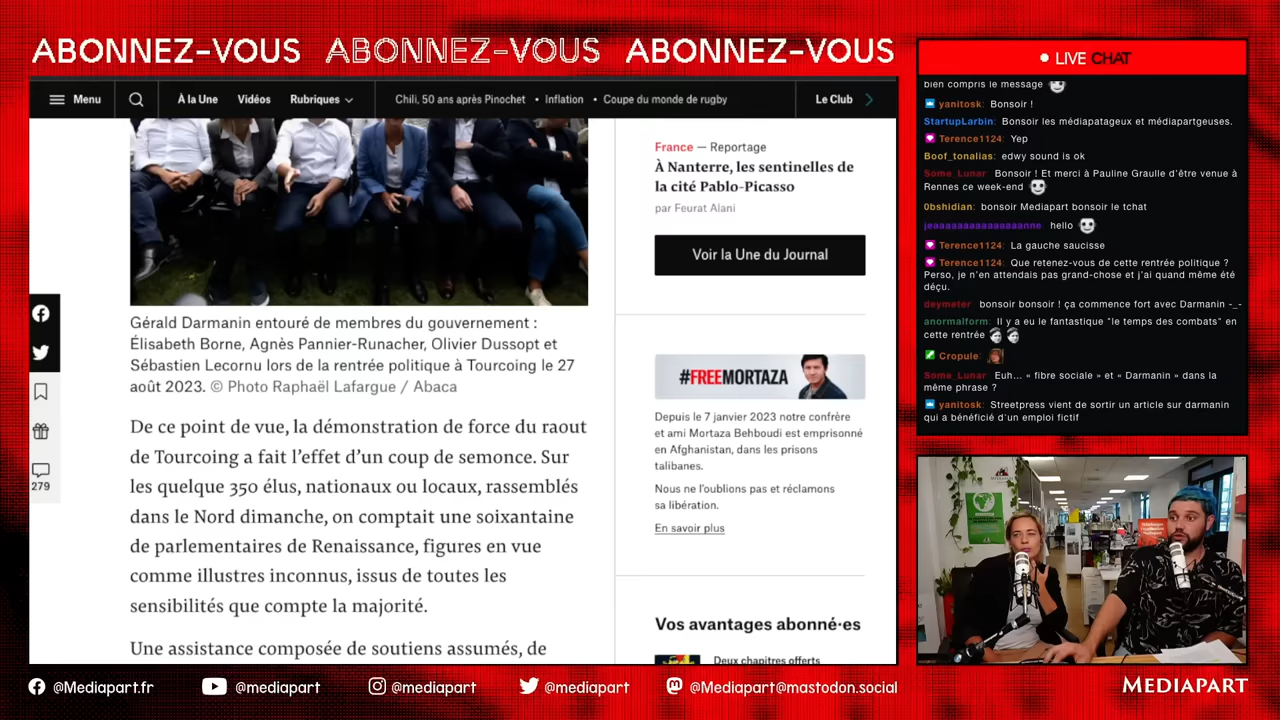 ABONNEZ-VOUS ABONNEZ-VOUS ABONNEZ-VOUS
Menu
À la Une
Vidéos
Rubriques
Chili, 50 ans après Pinochet • Inflation • Coupe du monde de rugby
Le Club
279
Gérald Darmanin entouré de membres du gouvernement :
Élisabeth Borne, Agnès Pannier-Runacher, Olivier Dussopt et
Sébastien Lecornu lors de la rentrée politique à Tourcoing le 27
août 2023. © Photo Raphaël Lafargue / Abaca
De ce point de vue, la démonstration de force du raout
de Tourcoing a fait l’effet d’un coup de semonce. Sur
les quelque 350 élus, nationaux ou locaux, rassemblés
dans le Nord dimanche, on comptait une soixantaine
de parlementaires de Renaissance, figures en vue
comme illustres inconnus, issus de toutes les
sensibilités que compte la majorité.
Une assistance composée de soutiens assumés, de
France — Reportage
À Nanterre, les sentinelles de
la cité Pablo-Picasso
par Feurat Alani
Voir la Une du Journal
#FREEMORTAZA
Depuis le 7 janvier 2023 notre confrère
et ami Mortaza Behboudi est emprisonné
en Afghanistan, dans les prisons
talibanes.
Nous ne l'oublions pas et réclamons
sa libération.
En savoir plus
Vos avantages abonné·es
Deux chapitres offerts
LIVE CHAT
bien compris le message
yanitosk: Bonsoir !
StartupLarbin: Bonsoir les médiapatageux et médiapartgeuses.
Terence1124: Yep
Boof_tonalias: edwy sound is ok
Some_Lunar: Bonsoir ! Et merci à Pauline Graulle d'être venue à
Rennes ce week-end
0bshidian: bonsoir Mediapart bonsoir le tchat
hello
Terence1124: La gauche saucisse
Terence1124: Que retenez-vous de cette rentrée politique ?
Perso, je n'en attendais pas grand-chose et j'ai quand même été
déçu.
deymeter: bonsoir bonsoir ! ça commence fort avec Darmanin -_-
anormalform: Il y a eu le fantastique "le temps des combats" en
cette rentrée
Cropule:
Some_Lunar: Euh... « fibre sociale » et « Darmanin » dans la
même phrase ?
yanitosk: Streetpress vient de sortir un article sur darmanin
qui a bénéficié d'un emploi fictif
@Mediapart.fr
@mediapart
@mediapart
@mediapart
@Mediapart@mastodon.social
MEDIAPART